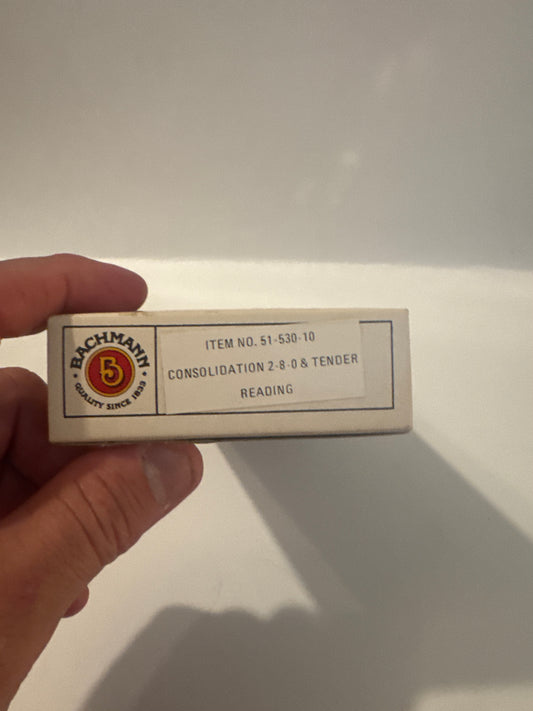 • BACHMANN •
B
QUALITY SINCE 1833
ITEM NO. 51-530-10
CONSOLIDATION 2-8-0 & TENDER
READING